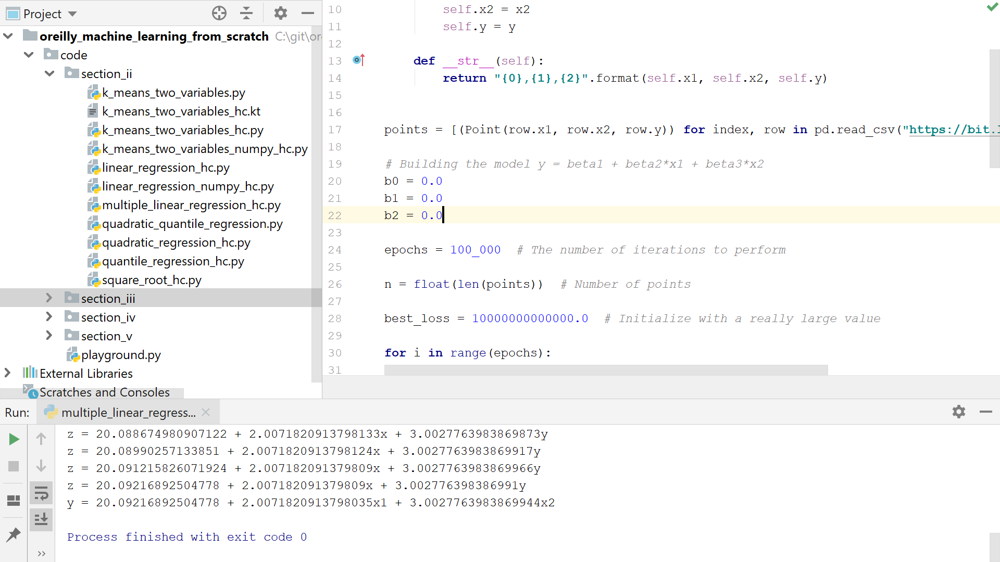 Project
oreilly_machine_learning_from_scratch C:\git\or
code
section_ii
k_means_two_variables.py
k_means_two_variables_hc.kt
k_means_two_variables_hc.py
k_means_two_variables_numpy_hc.py
linear_regression_hc.py
linear_regression_numpy_hc.py
multiple_linear_regression_hc.py
quadratic_quantile_regression.py
quadratic_regression_hc.py
quantile_regression_hc.py
square_root_hc.py
section_iii
section_iv
section_v
playground.py
External Libraries
Scratches and Consoles
10 self.x2 = x2
11 self.y = y
12
13 def __str__(self):
14 return "{0},{1},{2}".format(self.x1, self.x2, self.y)
15
16
17 points = [(Point(row.x1, row.x2, row.y)) for index, row in pd.read_csv("https://bit.l
18
19 # Building the model y = beta1 + beta2*x1 + beta3*x2
20 b0 = 0.0
21 b1 = 0.0
22 b2 = 0.0
23
24 epochs = 100_000  # The number of iterations to perform
25
26 n = float(len(points))  # Number of points
27
28 best_loss = 10000000000000.0  # Initialize with a really large value
29
30 for i in range(epochs):
31
Run: multiple_linear_regress...
z = 20.088674980907122 + 2.0071820913798133x + 3.0027763983869873y
z = 20.08990257133851 + 2.0071820913798124x + 3.0027763983869917y
z = 20.091215826071924 + 2.007182091379809x + 3.0027763983869966y
z = 20.09216892504778 + 2.007182091379809x + 3.002776398386991y
y = 20.09216892504778 + 2.0071820913798035x1 + 3.0027763983869944x2
Process finished with exit code 0